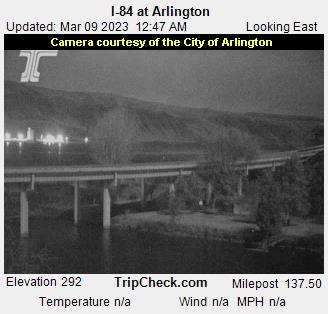 I-84 at Arlington
Updated: Mar 09 2023 12:47 AM Looking East
Camera courtesy of the City of Arlington
Elevation 292 TripCheck.com Milepost 137.50
Temperature n/a Wind n/a MPH n/a